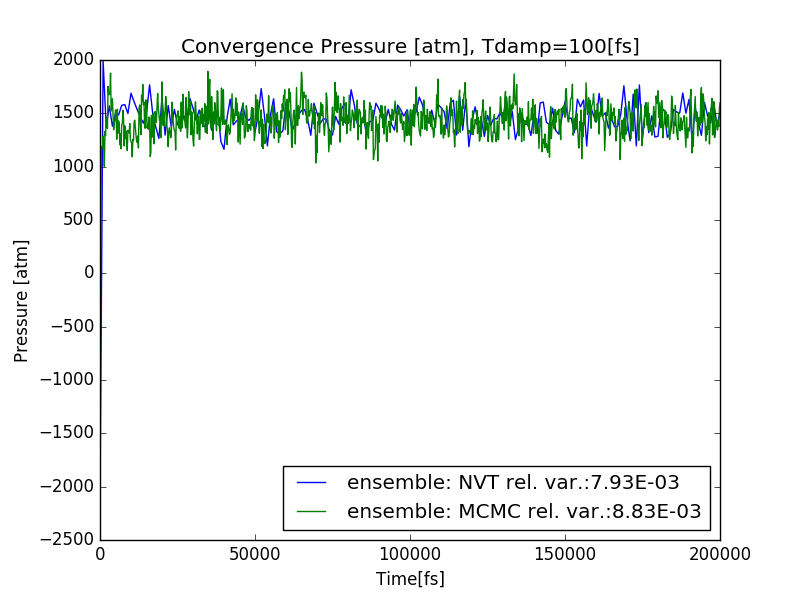 Convergence Pressure [atm], Tdamp=100[fs]
2000
1500
1000
500
0
−500
−1000
−1500
−2000
−2500
Pressure [atm]
ensemble: NVT rel. var.:7.93E-03
ensemble: MCMC rel. var.:8.83E-03
0 50000 100000 150000 200000
Time[fs]